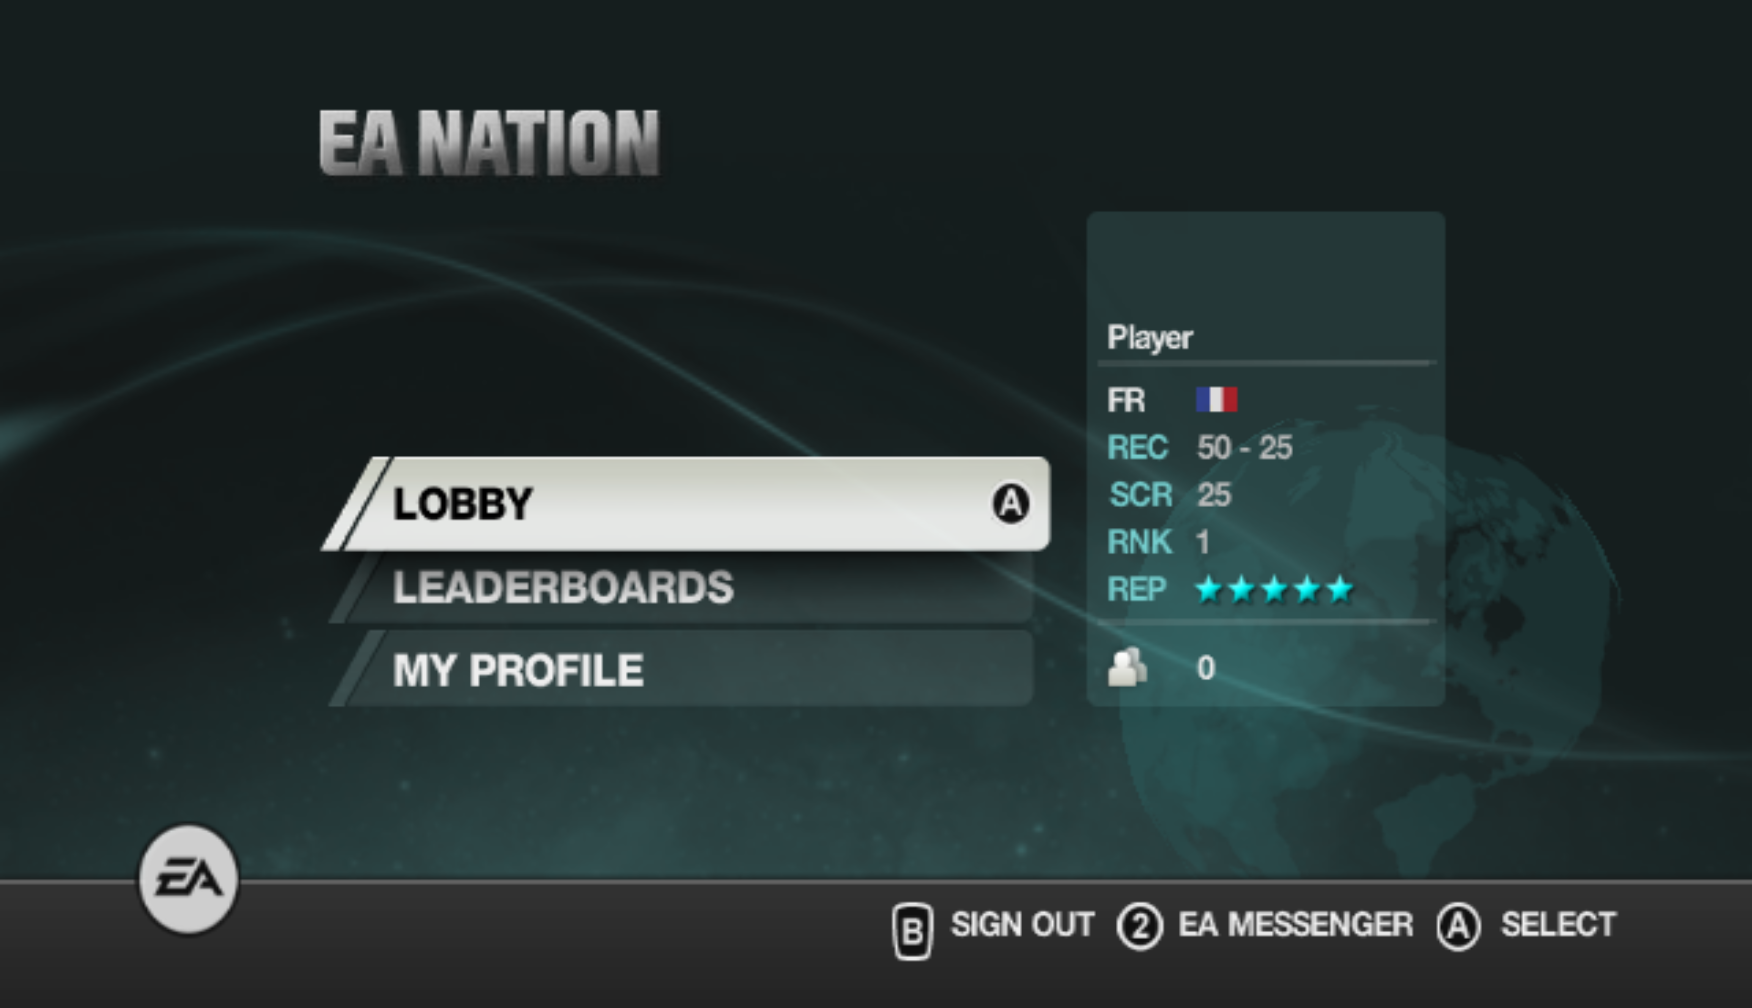 EA NATION
Player
FR
REC 50 - 25
SCR 25
RNK 1
REP
0
LOBBY A
LEADERBOARDS
MY PROFILE
EA
B SIGN OUT 2 EA MESSENGER A SELECT